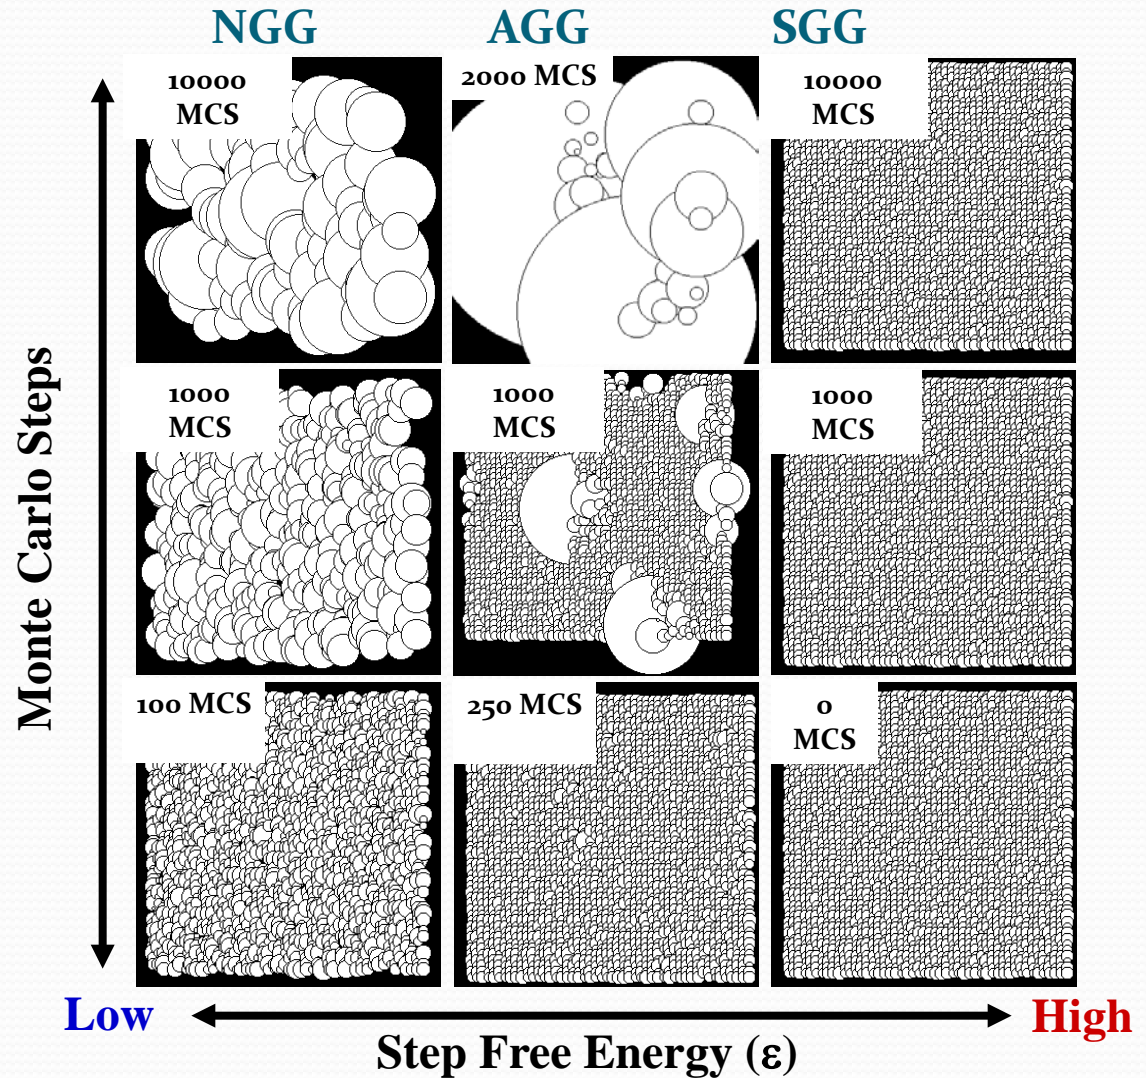 NGG AGG SGG
10000
MCS
2000 MCS
10000
MCS
1000
MCS
1000
MCS
1000
MCS
100 MCS
250 MCS
0
MCS
Monte Carlo Steps
Low
High
Step Free Energy (ε)